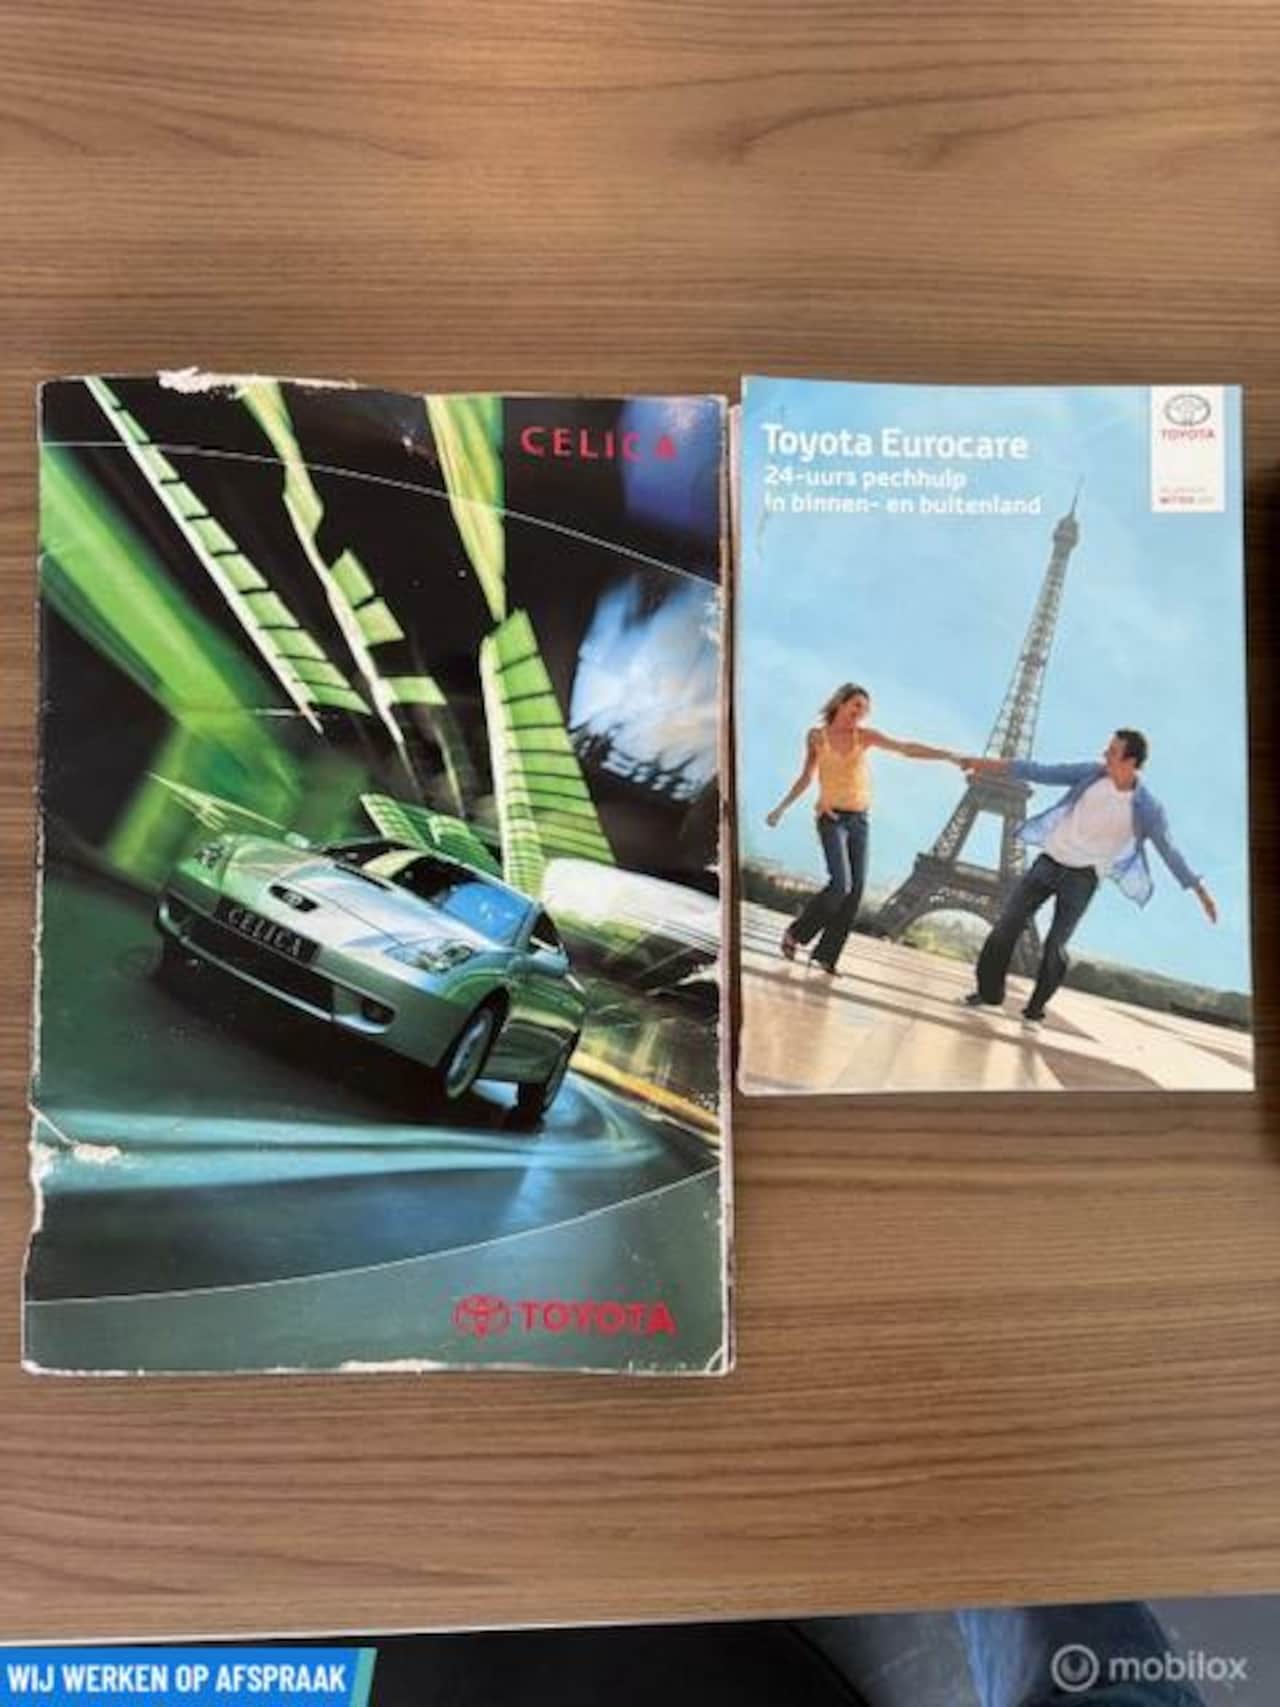 CELICA
CELICA
TOYOTA
Toyota Eurocare
24-uurs pechhulp
in binnen- en buitenland
TOYOTA
WIJ WERKEN OP AFSPRAAK
mobilox